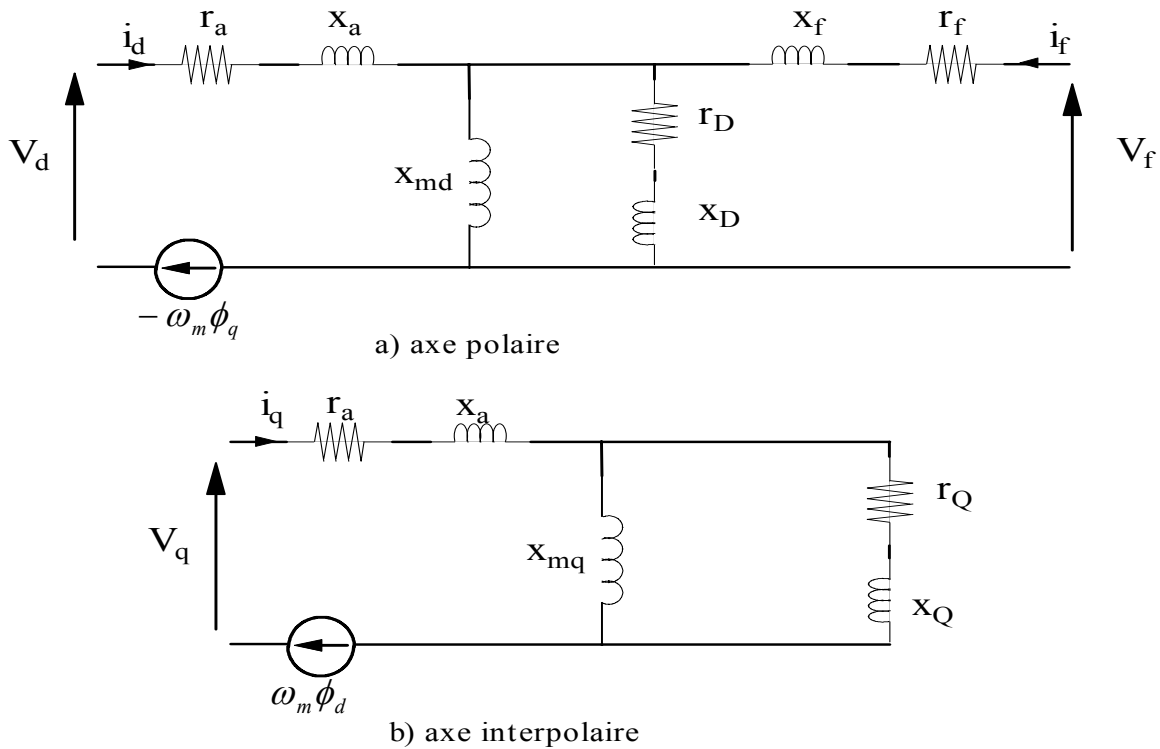 r_a x_a x_f r_f
i_d i_f
r_D
V_d x_md V_f
x_D
− ω_m ϕ_q
a) axe polaire
i_q r_a x_a
r_Q
V_q x_mq
x_Q
ω_m ϕ_d
b) axe interpolaire